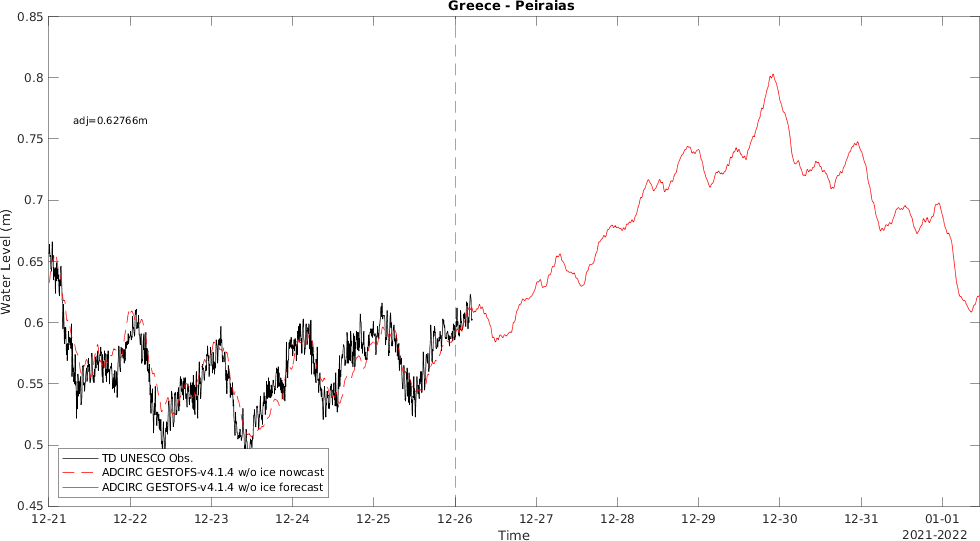 Greece - Peiraias
0.85
0.8
0.75
0.7
0.65
0.6
0.55
0.5
0.45
Water Level (m)
adj=0.62766m
TD UNESCO Obs.
ADCIRC GESTOFS-v4.1.4 w/o ice nowcast
ADCIRC GESTOFS-v4.1.4 w/o ice forecast
12-21 12-22 12-23 12-24 12-25 12-26 12-27 12-28 12-29 12-30 12-31 01-01
Time
2021-2022